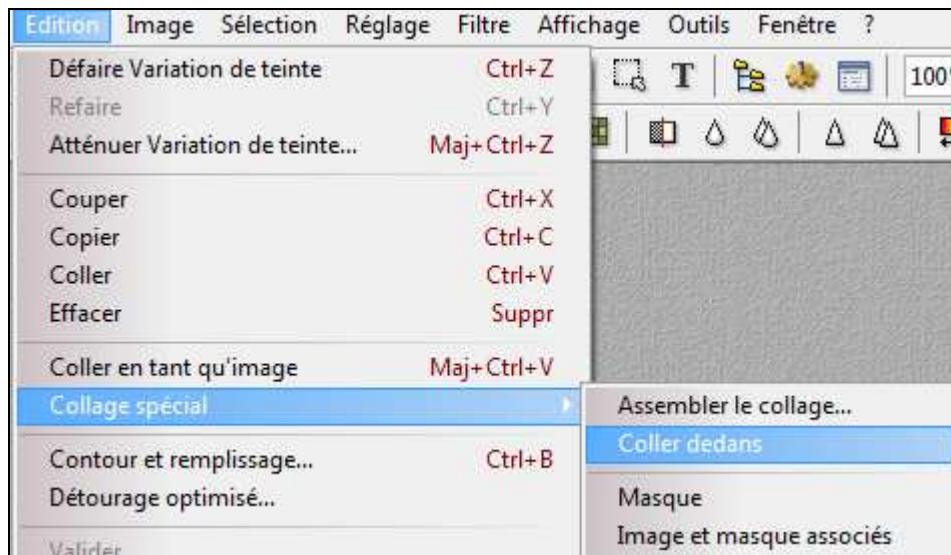 Edition Image Sélection Réglage Filtre Affichage Outils Fenêtre ?
Défaire Variation de teinte Ctrl+Z
T 100
Refaire Ctrl+Y
Atténuer Variation de teinte... Maj+Ctrl+Z
Couper Ctrl+X
Copier Ctrl+C
Coller Ctrl+V
Effacer Suppr
Coller en tant qu'image Maj+Ctrl+V
Collage spécial
Assembler le collage...
Coller dedans
Contour et remplissage... Ctrl+B
Détourage optimisé...
Masque
Image et masque associés
Valider